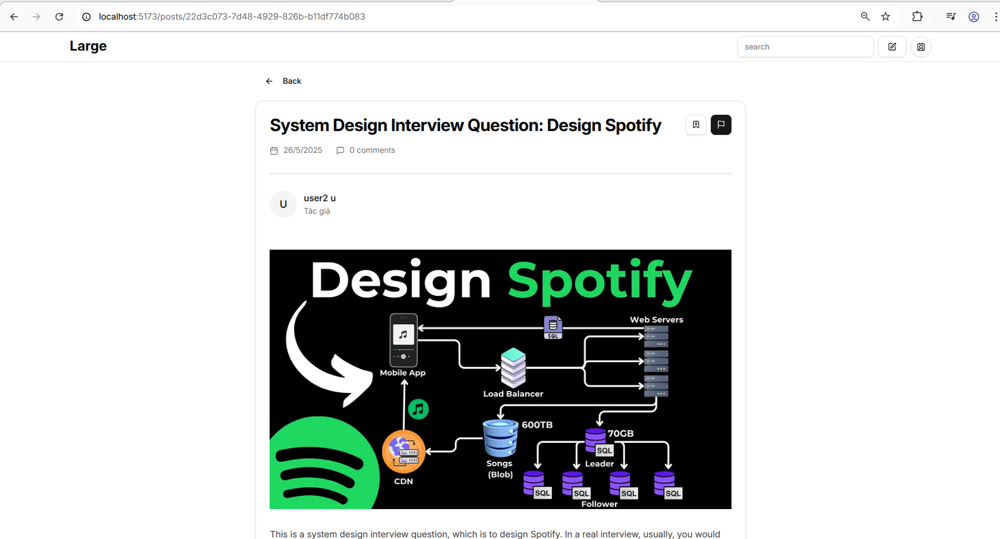 localhost:5173/posts/22d3c073-7d48-4929-826b-b11df774b083
Large
search
Back
System Design Interview Question: Design Spotify
26/5/2025 0 comments
U
user2 u
Tác giả
Design Spotify
Web Servers
SQL
Mobile App
Load Balancer
600TB
70GB
SQL
Songs
(Blob)
Leader
CDN
SQL SQL SQL SQL
Follower
This is a system design interview question, which is to design Spotify. In a real interview, usually, you would